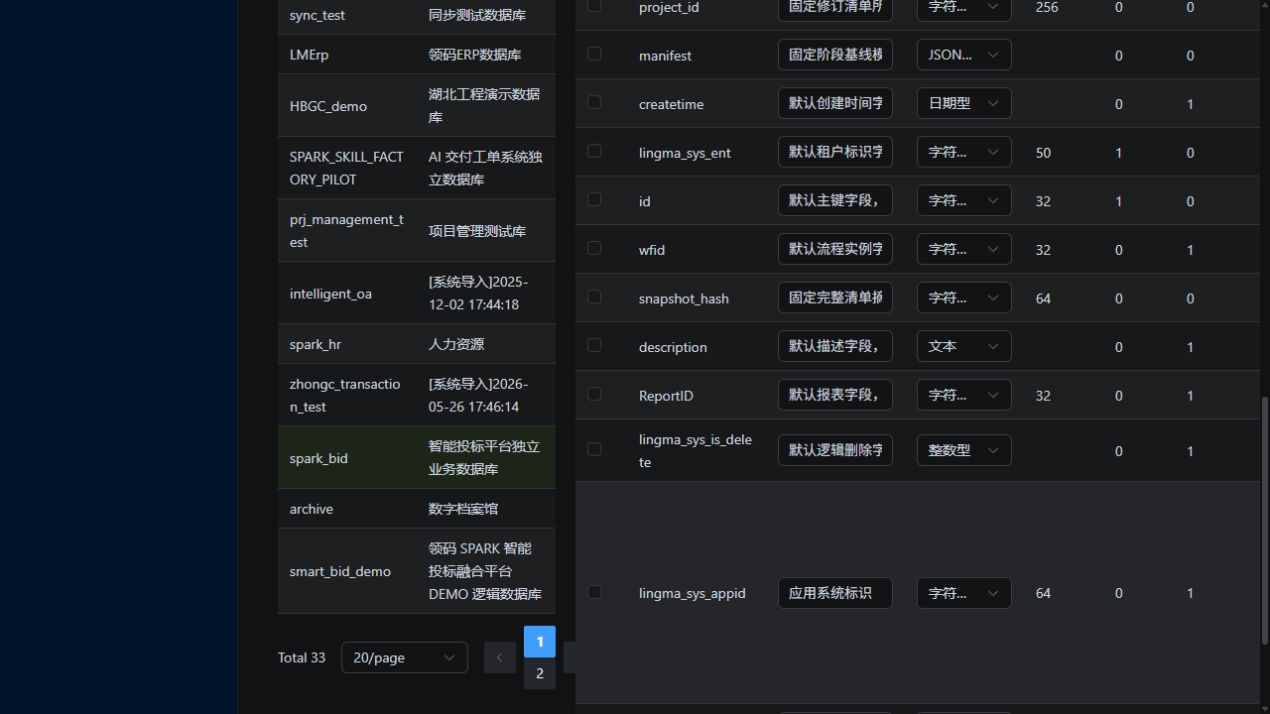 sync_test
同步测试数据库
LMErp
领码ERP数据库
HBGC_demo
湖北工程演示数据
库
SPARK_SKILL_FACT
ORY_PILOT
AI 交付工单系统独
立数据库
prj_management_t
est
项目管理测试库
intelligent_oa
[系统导入]2025-
12-02 17:44:18
spark_hr
人力资源
zhongc_transactio
n_test
[系统导入]2026-
05-26 17:46:14
spark_bid
智能投标平台独立
业务数据库
archive
数字档案馆
smart_bid_demo
领码 SPARK 智能
投标融合平台
DEMO 逻辑数据库
Total 33
20/page
1
2
project_id 固定修订清单所 字符... 256 0 0
manifest 固定阶段基线模 JSON... 0 0
createtime 默认创建时间字 日期型 0 1
lingma_sys_ent 默认租户标识字 字符... 50 1 0
id 默认主键字段， 字符... 32 1 0
wfid 默认流程实例字 字符... 32 0 1
snapshot_hash 固定完整清单摘 字符... 64 0 0
description 默认描述字段， 文本 0 1
ReportID 默认报表字段， 字符... 32 0 1
lingma_sys_is_dele
te
默认逻辑删除字 整数型 0 1
lingma_sys_appid 应用系统标识 字符... 64 0 1